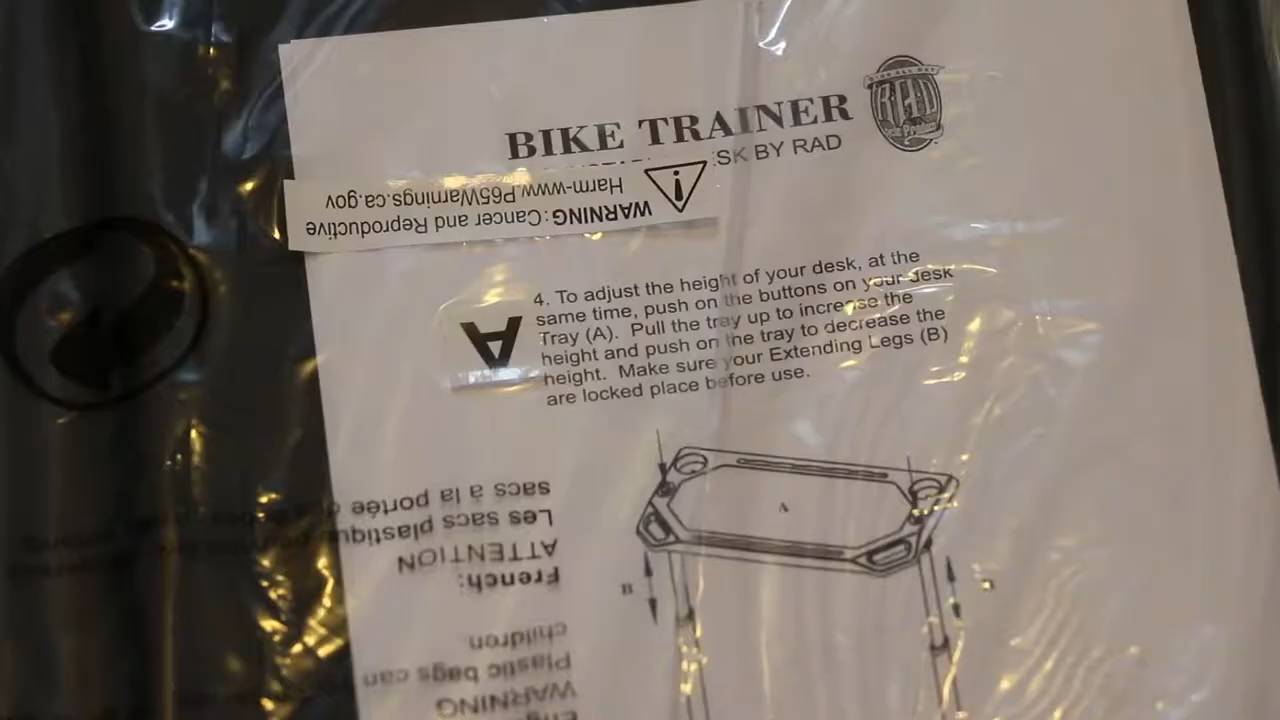 BIKE TRAINER
RAD
SK BY RAD
WARNING: Cancer and Reproductive
Harm-www.P65Warnings.ca.gov
A
4. To adjust the height of your desk, at the
same time, push on the buttons on your desk
Tray (A). Pull the tray up to increase the
height and push on the tray to decrease the
height. Make sure your Extending Legs (B)
are locked place before use.
A
B
WARNING
Plastic bags can
children.
French:
ATTENTION
Les sacs plastique
sacs à la portée